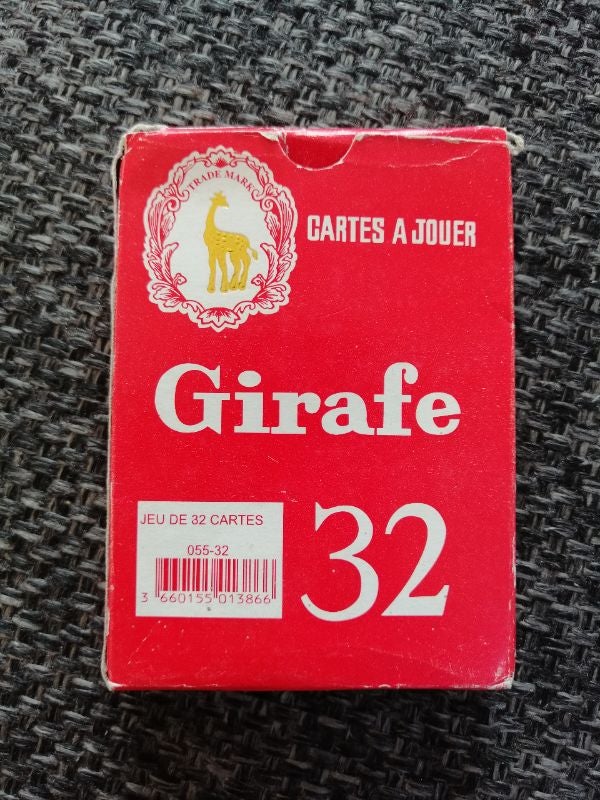 TRADE MARK
CARTES A JOUER
Girafe
JEU DE 32 CARTES
055-32
3 660155 013866
32